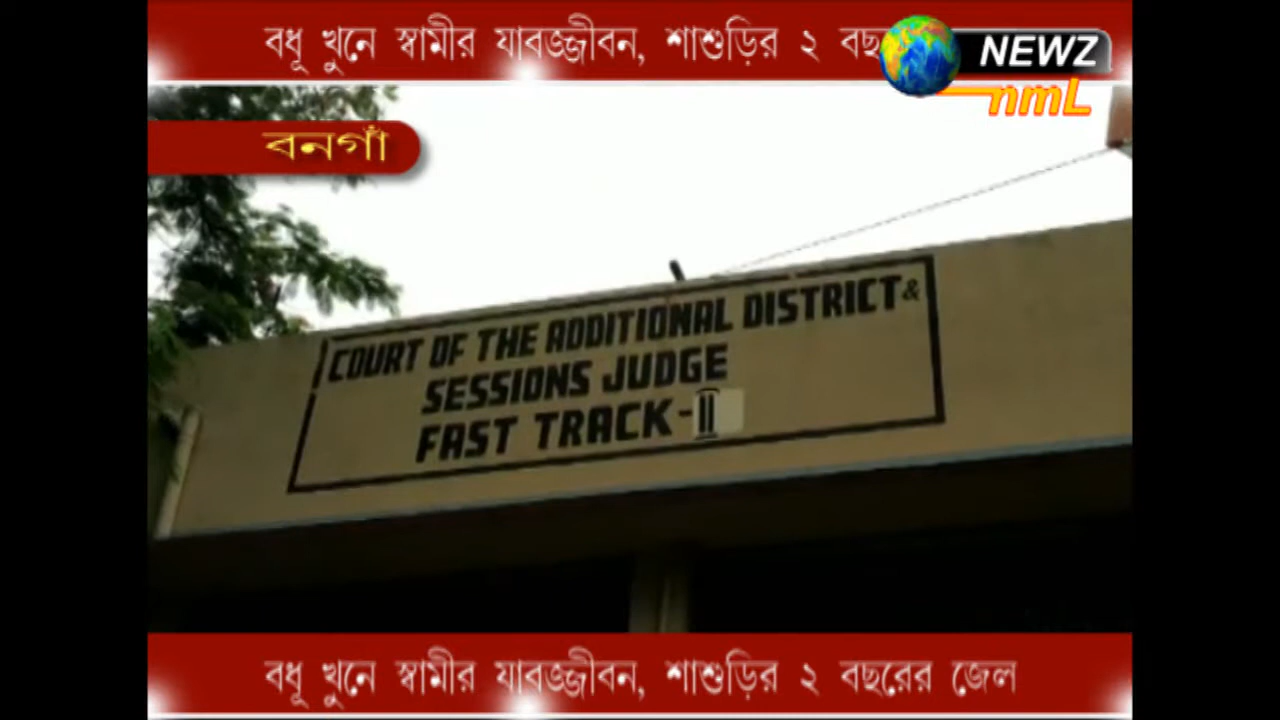 বধূ খুনে স্বামীর যাবজ্জীবন, শাশুড়ির ২
NEWZ
nmL
বনগাঁ
COURT OF THE ADDITIONAL DISTRICT &
SESSIONS JUDGE
FAST TRACK-II
বধূ খুনে স্বামীর যাবজ্জীবন, শাশুড়ির ২ বছরের জেল